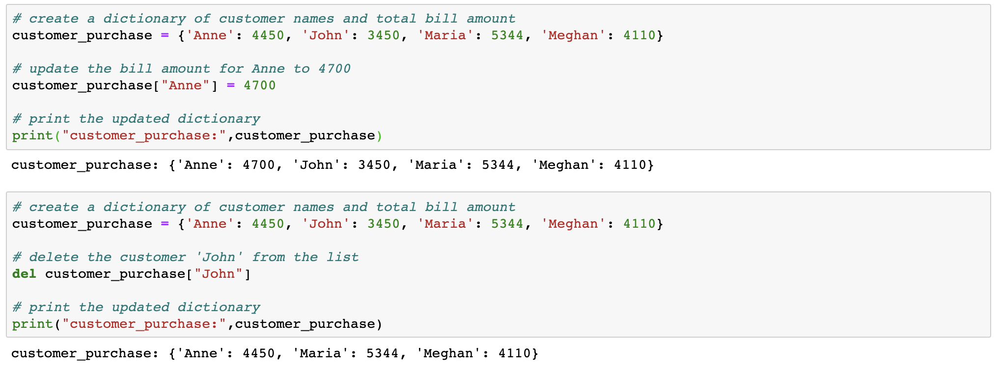 # create a dictionary of customer names and total bill amount
customer_purchase = {'Anne': 4450, 'John': 3450, 'Maria': 5344, 'Meghan': 4110}
# update the bill amount for Anne to 4700
customer_purchase["Anne"] = 4700
# print the updated dictionary
print("customer_purchase:",customer_purchase)
customer_purchase: {'Anne': 4700, 'John': 3450, 'Maria': 5344, 'Meghan': 4110}
# create a dictionary of customer names and total bill amount
customer_purchase = {'Anne': 4450, 'John': 3450, 'Maria': 5344, 'Meghan': 4110}
# delete the customer 'John' from the list
del customer_purchase["John"]
# print the updated dictionary
print("customer_purchase:",customer_purchase)
customer_purchase: {'Anne': 4450, 'Maria': 5344, 'Meghan': 4110}